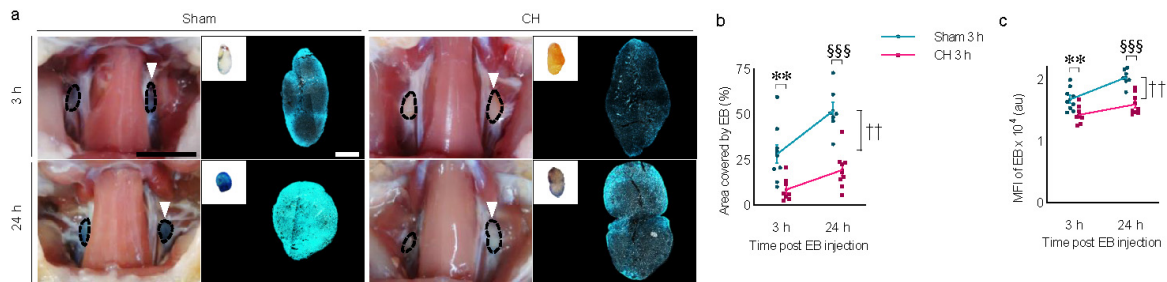 a
Sham
CH
3 h
24 h
b
Sham 3 h
CH 3 h
Area covered by EB (%)
75
50
25
0
**
§§§
††
3 h
24 h
Time post EB injection
c
MFI of EB x 10⁴ (au)
2
1
0
**
§§§
††
3 h
24 h
Time post EB injection